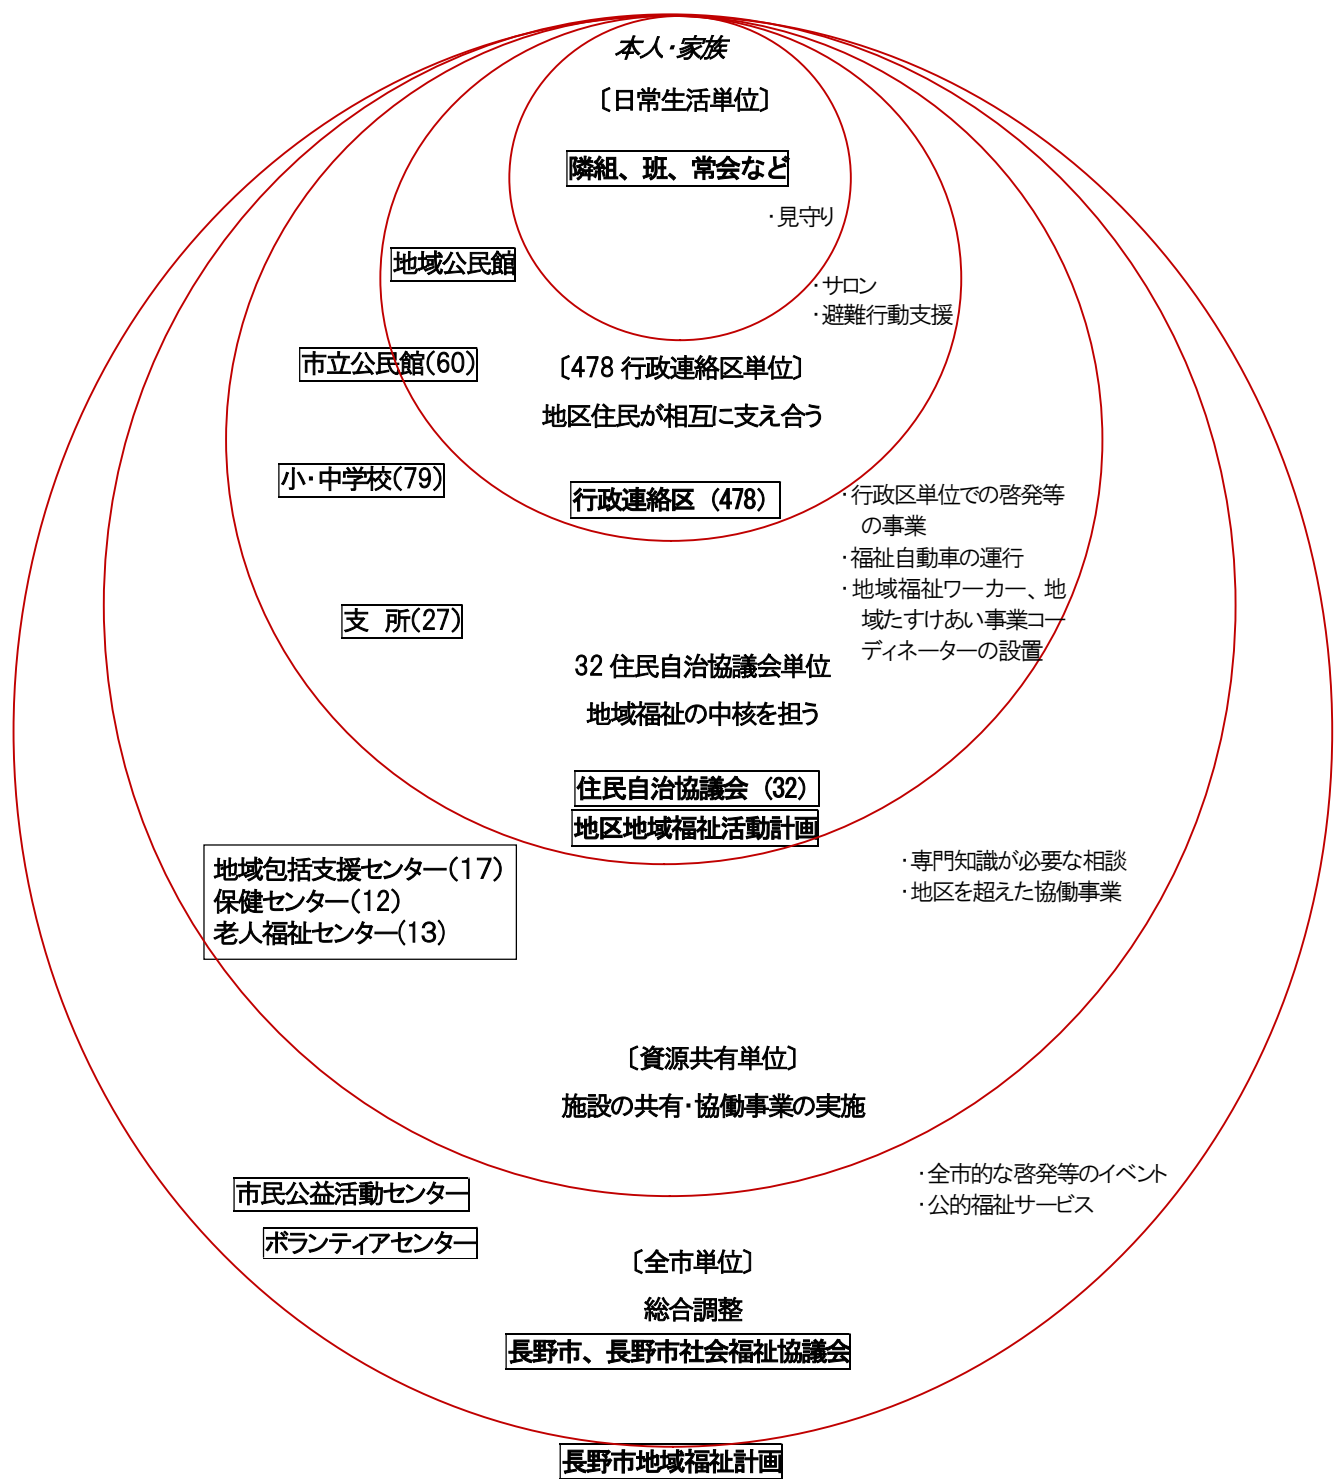 本人・家族
〔日常生活単位〕
隣組、班、常会など
・見守り
地域公民館
・サロン
・避難行動支援
市立公民館(60)
〔478 行政連絡区単位〕
地区住民が相互に支え合う
小・中学校(79)
行政連絡区 (478)
・行政区単位での啓発等
の事業
・福祉自動車の運行
・地域福祉ワーカー、地
域たすけあい事業コー
ディネーターの設置
支 所(27)
32 住民自治協議会単位
地域福祉の中核を担う
住民自治協議会 (32)
地区地域福祉活動計画
地域包括支援センター(17)
保健センター(12)
老人福祉センター(13)
・専門知識が必要な相談
・地区を超えた協働事業
〔資源共有単位〕
施設の共有・協働事業の実施
・全市的な啓発等のイベント
・公的福祉サービス
市民公益活動センター
ボランティアセンター
〔全市単位〕
総合調整
長野市、長野市社会福祉協議会
長野市地域福祉計画